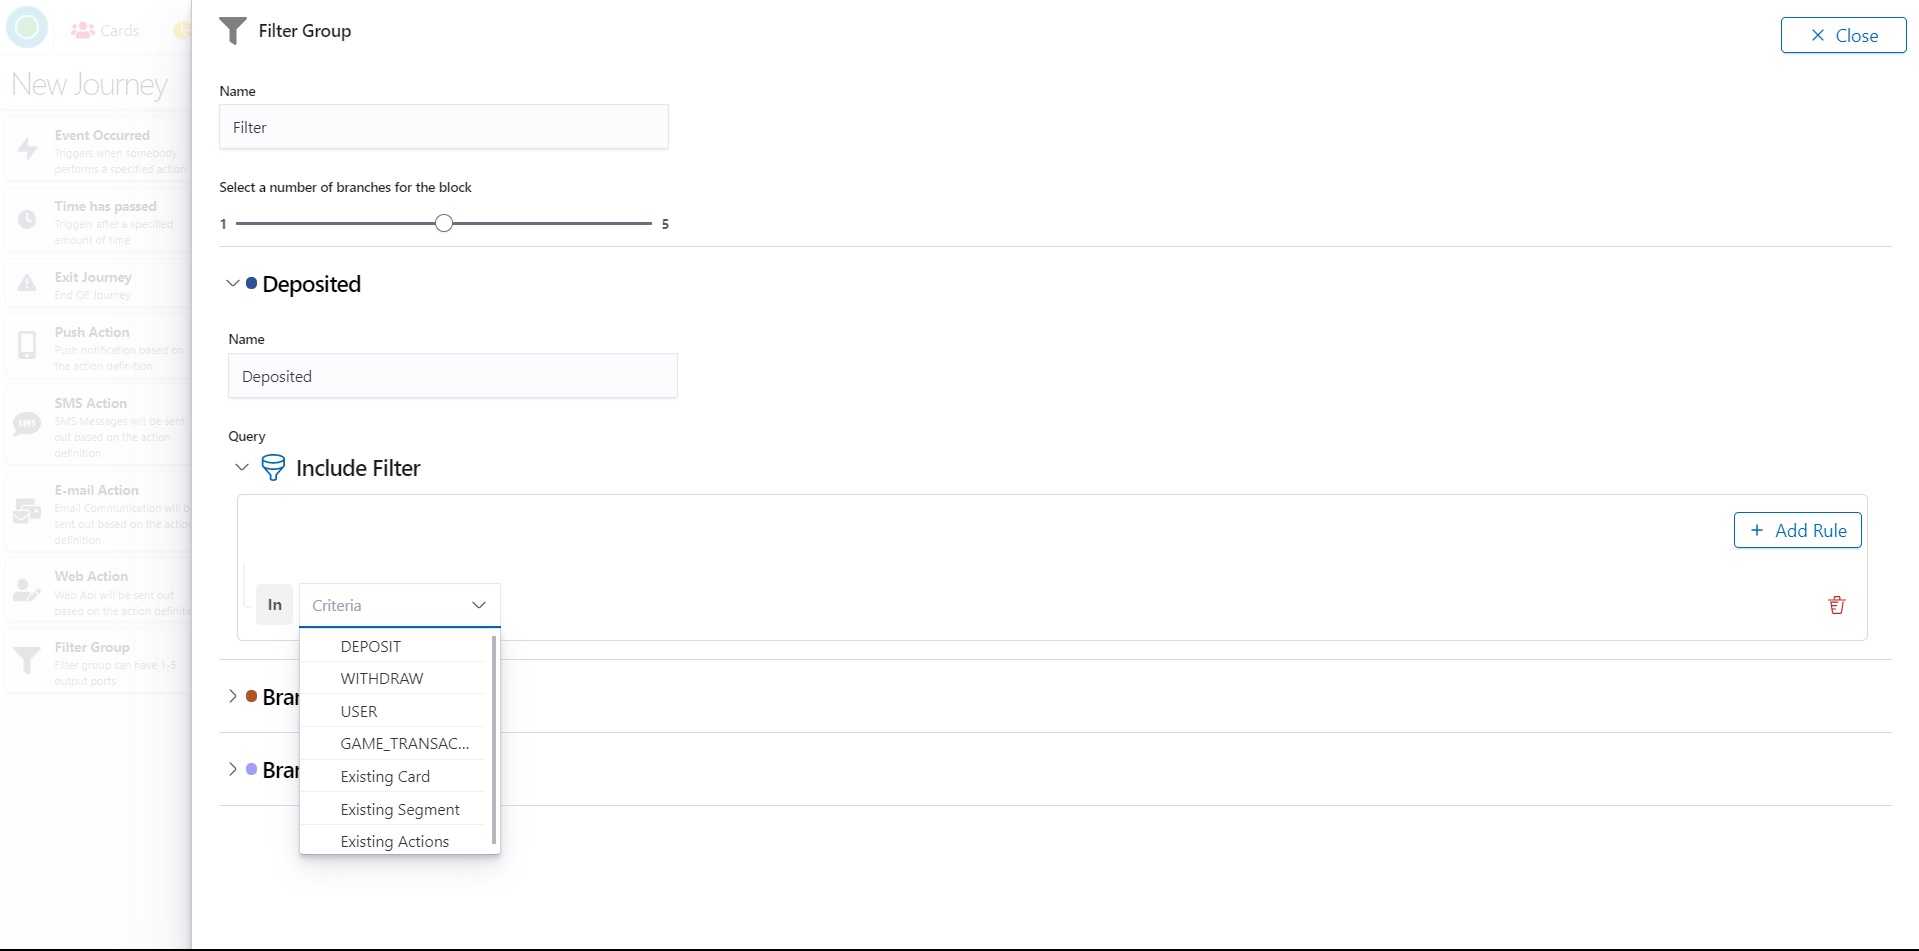 Cards
New Journey
Event Occurred
Triggers when somebody
performs a specified action
Time has passed
Triggers after a specified
amount of time
Exit Journey
End OF Journey
Push Action
Push notification based on
the action definition
SMS
SMS Action
SMS Messages will be sent
out based on the action
definition
E-mail Action
Email Communication will b
sent out based on the action
definition
Web Action
Web Api will be sent out
based on the action definitio
Filter Group
Filter group can have 1-5
output ports
Filter Group
Close
Name
Filter
Select a number of branches for the block
1 5
Deposited
Name
Deposited
Query
Include Filter
+ Add Rule
In Criteria
DEPOSIT
WITHDRAW
USER
GAME_TRANSAC...
Existing Card
Existing Segment
Existing Actions
Bran
Bran